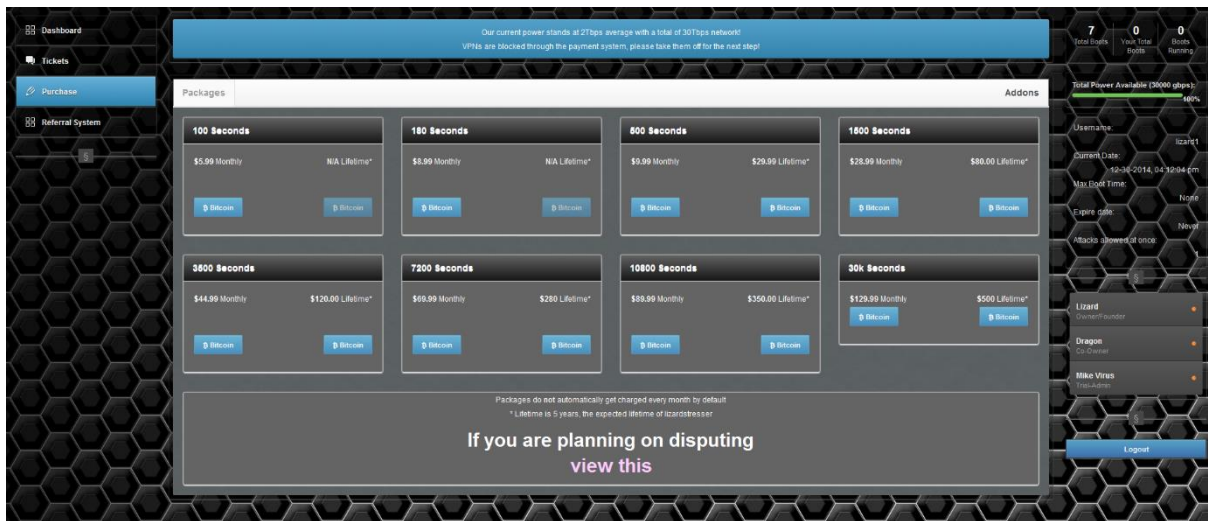 Dashboard
Tickets
Purchase
Referral System
Our current power stands at 2Tbps average with a total of 30Tbps network!
VPNs are blocked through the payment system, please take them off for the next step!
Packages
Addons
100 Seconds
$5.99 Monthly N/A Lifetime*
Bitcoin Bitcoin
180 Seconds
$8.99 Monthly N/A Lifetime*
Bitcoin Bitcoin
500 Seconds
$9.99 Monthly $29.99 Lifetime*
Bitcoin Bitcoin
1500 Seconds
$28.99 Monthly $80.00 Lifetime*
Bitcoin Bitcoin
3500 Seconds
$44.99 Monthly $120.00 Lifetime*
Bitcoin Bitcoin
7200 Seconds
$69.99 Monthly $280 Lifetime*
Bitcoin Bitcoin
10800 Seconds
$89.99 Monthly $350.00 Lifetime*
Bitcoin Bitcoin
30k Seconds
$129.99 Monthly $500 Lifetime*
Bitcoin Bitcoin
Packages do not automatically get charged every month by default
* Lifetime is 5 years, the expected lifetime of lizardstresser
If you are planning on disputing
view this
7 0 0
Total Boots Your Total Boots Boots Running
Total Power Available (30000 gbps):
100%
Username:
lizard1
Current Date:
12-30-2014, 04:12:04 pm
Max Boot Time:
None
Expire date:
Never
Attacks allowed at once:
1
Lizard
Owner/Founder
Dragon
Co-Owner
Mike Virus
Trial-Admin
Logout